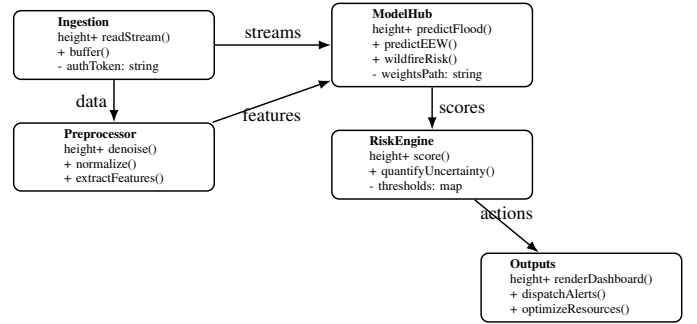 Ingestion
height+ readStream()
+ buffer()
- authToken: string
streams
ModelHub
height+ predictFlood()
+ predictEEW()
+ wildfireRisk()
- weightsPath: string
data
features
scores
Preprocessor
height+ denoise()
+ normalize()
+ extractFeatures()
RiskEngine
height+ score()
+ quantifyUncertainty()
- thresholds: map
actions
Outputs
height+ renderDashboard()
+ dispatchAlerts()
+ optimizeResources()